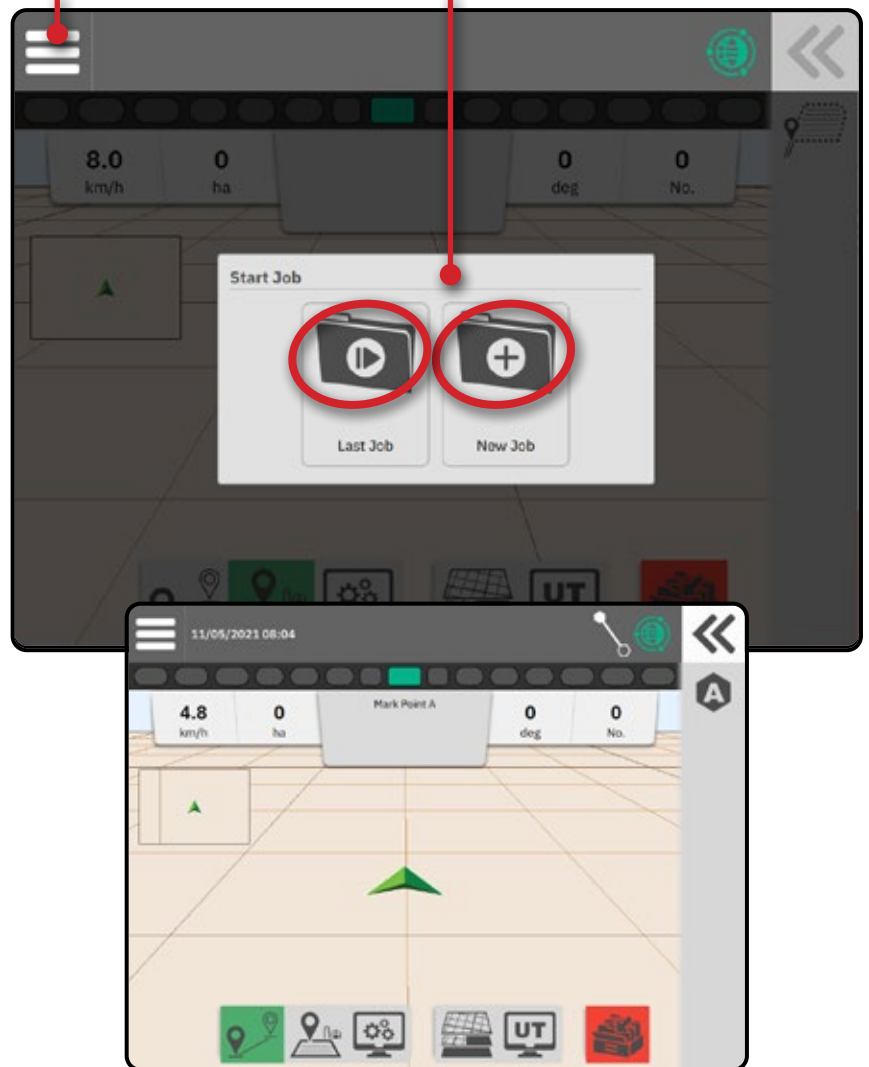 8.0
km/h
0
ha
0
deg
0
No.
Start Job
Last Job
New Job
UT
11/05/2021 08:04
Mark Point A
4.8
km/h
0
ha
0
deg
0
No.
A
UT